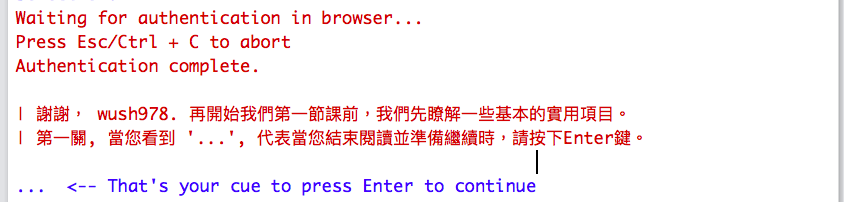 Waiting for authentication in browser...
Press Esc/Ctrl + C to abort
Authentication complete.
| 謝謝， wush978. 再開始我們第一節課前，我們先瞭解一些基本的實用項目。
| 第一關, 當您看到 '...', 代表當您結束閱讀並準備繼續時，請按下Enter鍵。
... <-- That's your cue to press Enter to continue